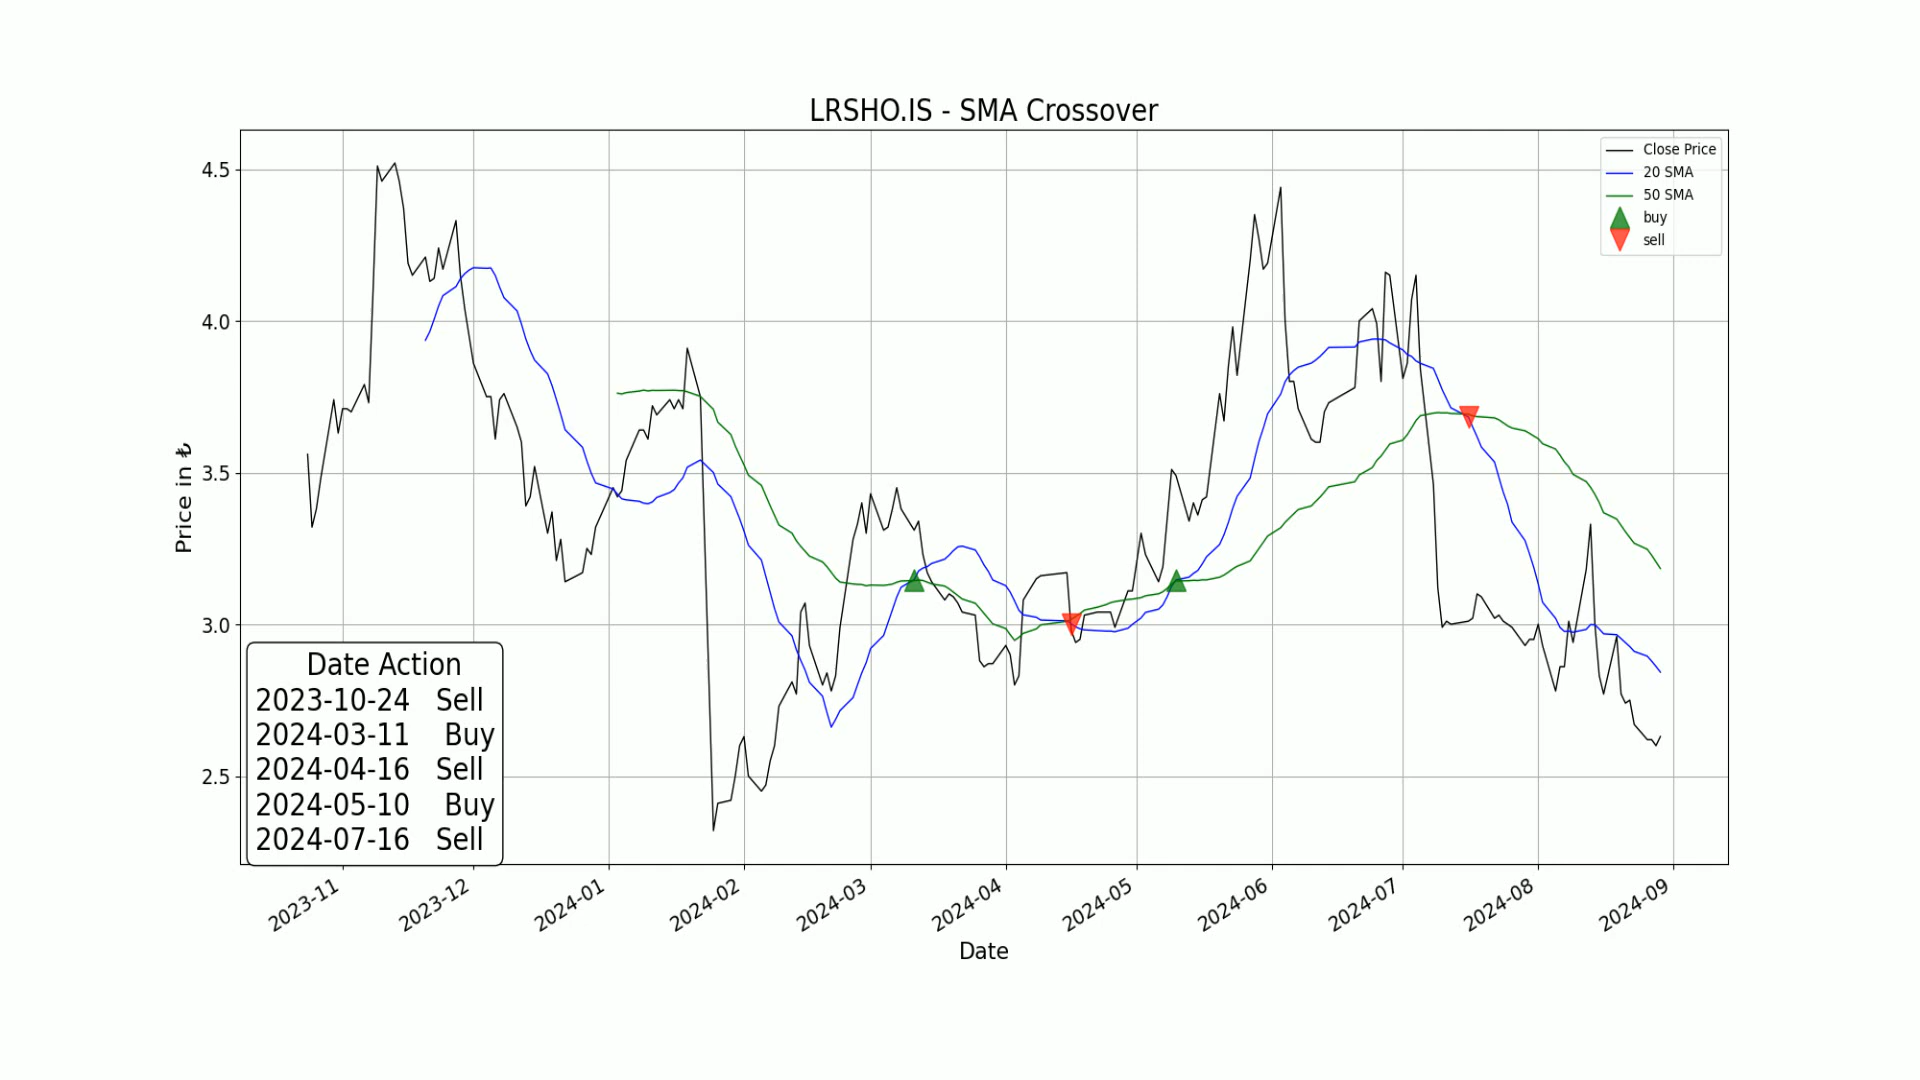 LRSHO.IS - SMA Crossover
Close Price
20 SMA
50 SMA
buy
sell
4.5
4.0
3.5
3.0
2.5
Price in ₺
Date Action
2023-10-24 Sell
2024-03-11 Buy
2024-04-16 Sell
2024-05-10 Buy
2024-07-16 Sell
2023-11
2023-12
2024-01
2024-02
2024-03
2024-04
2024-05
2024-06
2024-07
2024-08
2024-09
Date